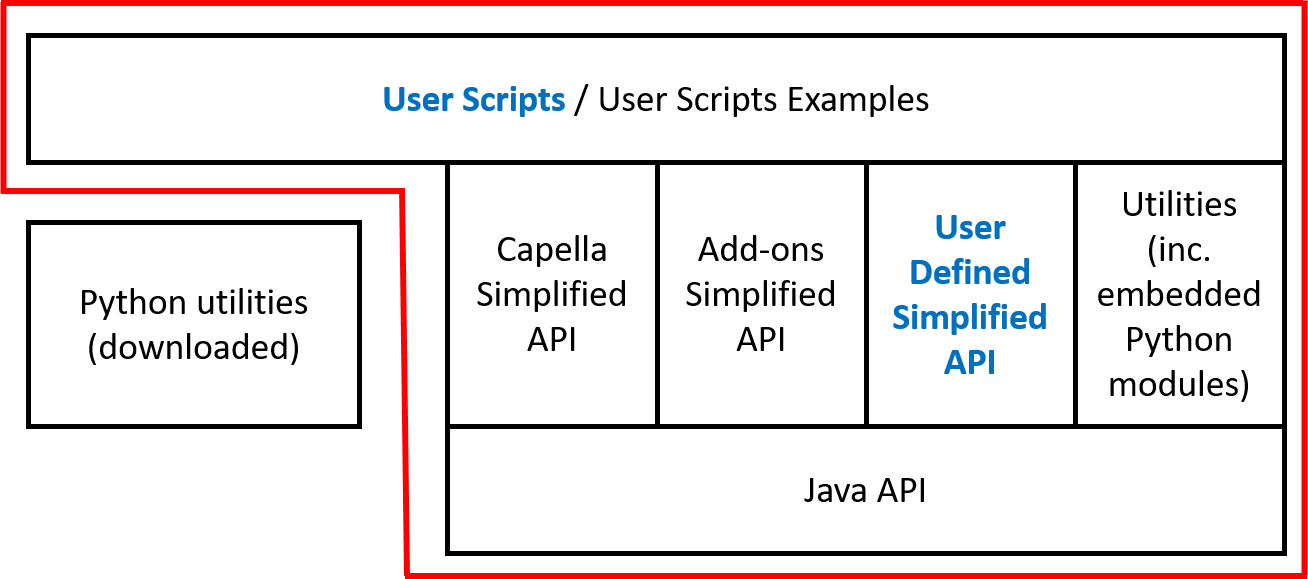 User Scripts / User Scripts Examples
Python utilities
(downloaded)
Capella
Simplified
API
Add-ons
Simplified
API
User
Defined
Simplified
API
Utilities
(inc.
embedded
Python
modules)
Java API